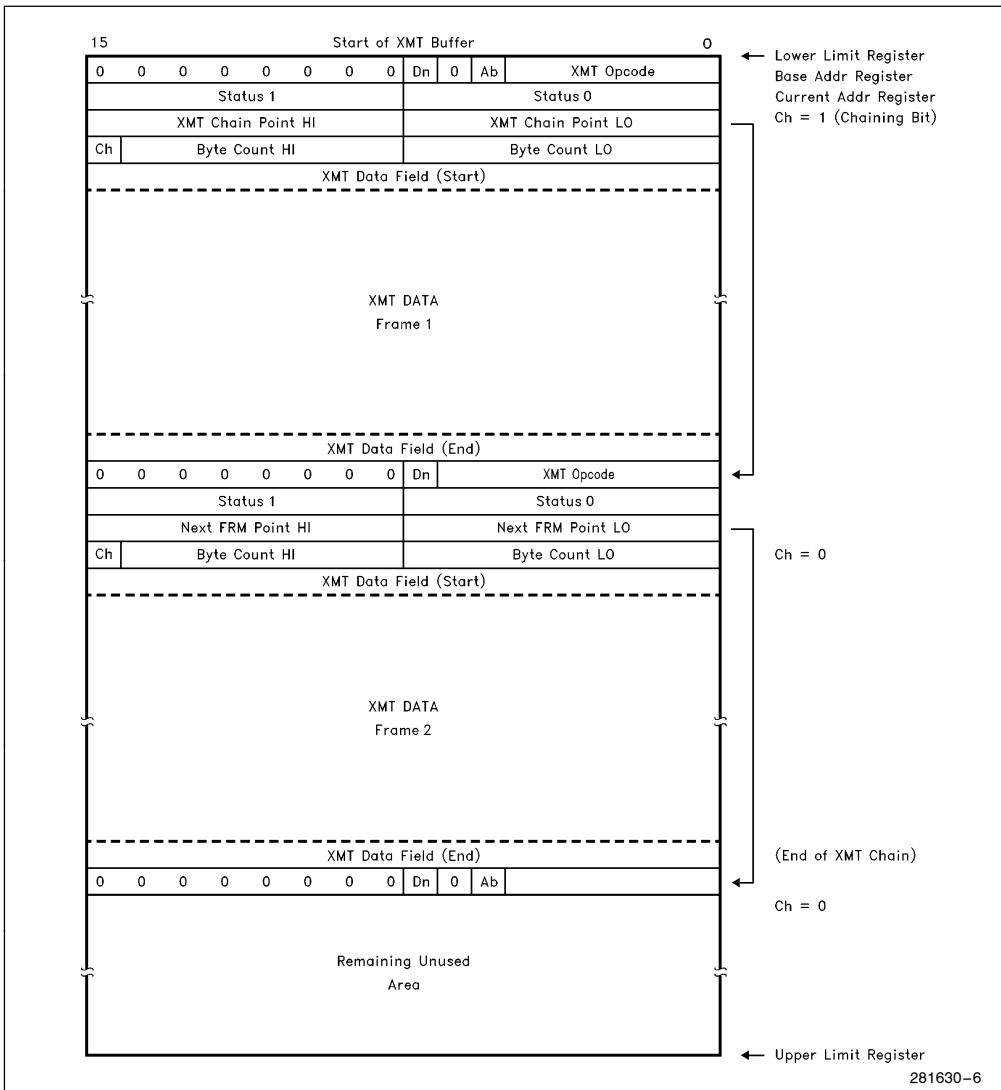 15 Start of XMT Buffer 0
← Lower Limit Register
0 0 0 0 0 0 0 0 Dn 0 Ab XMT Opcode
Base Addr Register
Status 1 Status 0
Current Addr Register
XMT Chain Point HI XMT Chain Point LO
Ch = 1 (Chaining Bit)
Ch Byte Count HI Byte Count LO
XMT Data Field (Start)
XMT DATA
Frame 1
XMT Data Field (End)
0 0 0 0 0 0 0 0 Dn XMT Opcode
Status 1 Status 0
Next FRM Point HI Next FRM Point LO
Ch Byte Count HI Byte Count LO Ch = 0
XMT Data Field (Start)
XMT DATA
Frame 2
XMT Data Field (End) (End of XMT Chain)
0 0 0 0 0 0 0 0 Dn 0 Ab
Ch = 0
Remaining Unused
Area
← Upper Limit Register
281630–6